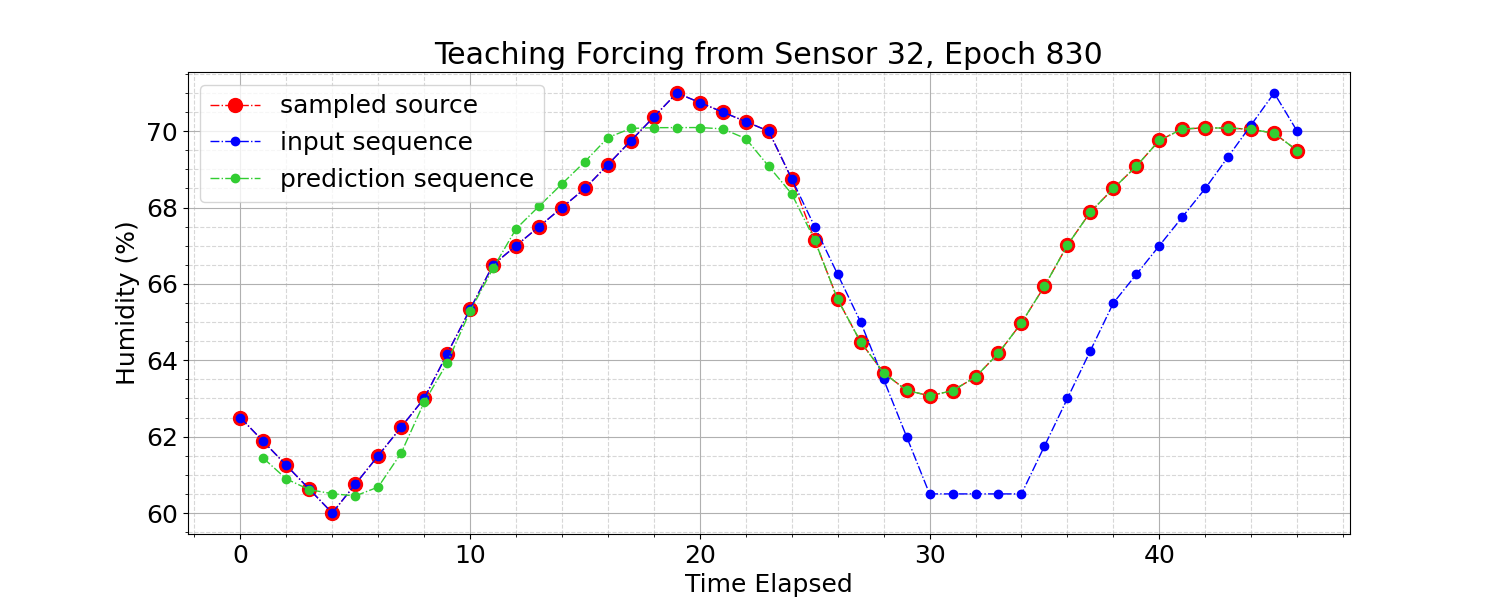 Teaching Forcing from Sensor 32, Epoch 830
sampled source
input sequence
prediction sequence
Humidity (%)
70
68
66
64
62
60
0 10 20 30 40
Time Elapsed